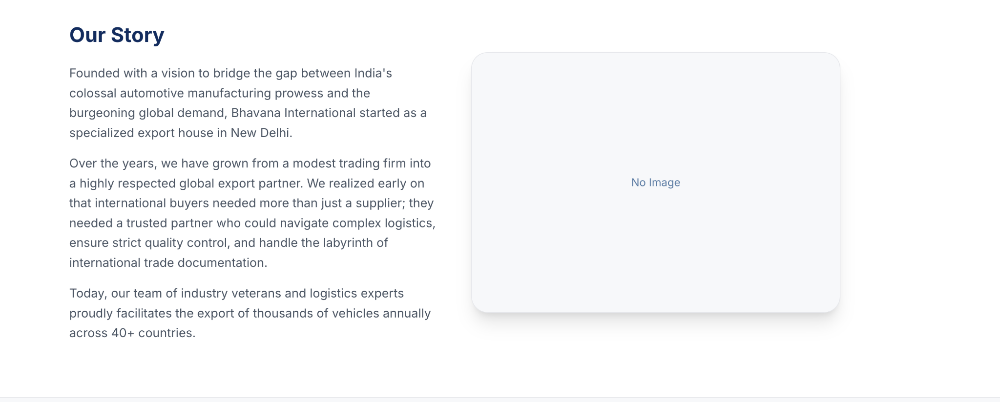 Our Story
Founded with a vision to bridge the gap between India's
colossal automotive manufacturing prowess and the
burgeoning global demand, Bhavana International started as a
specialized export house in New Delhi.
Over the years, we have grown from a modest trading firm into
a highly respected global export partner. We realized early on
that international buyers needed more than just a supplier; they
needed a trusted partner who could navigate complex logistics,
ensure strict quality control, and handle the labyrinth of
international trade documentation.
Today, our team of industry veterans and logistics experts
proudly facilitates the export of thousands of vehicles annually
across 40+ countries.
No Image